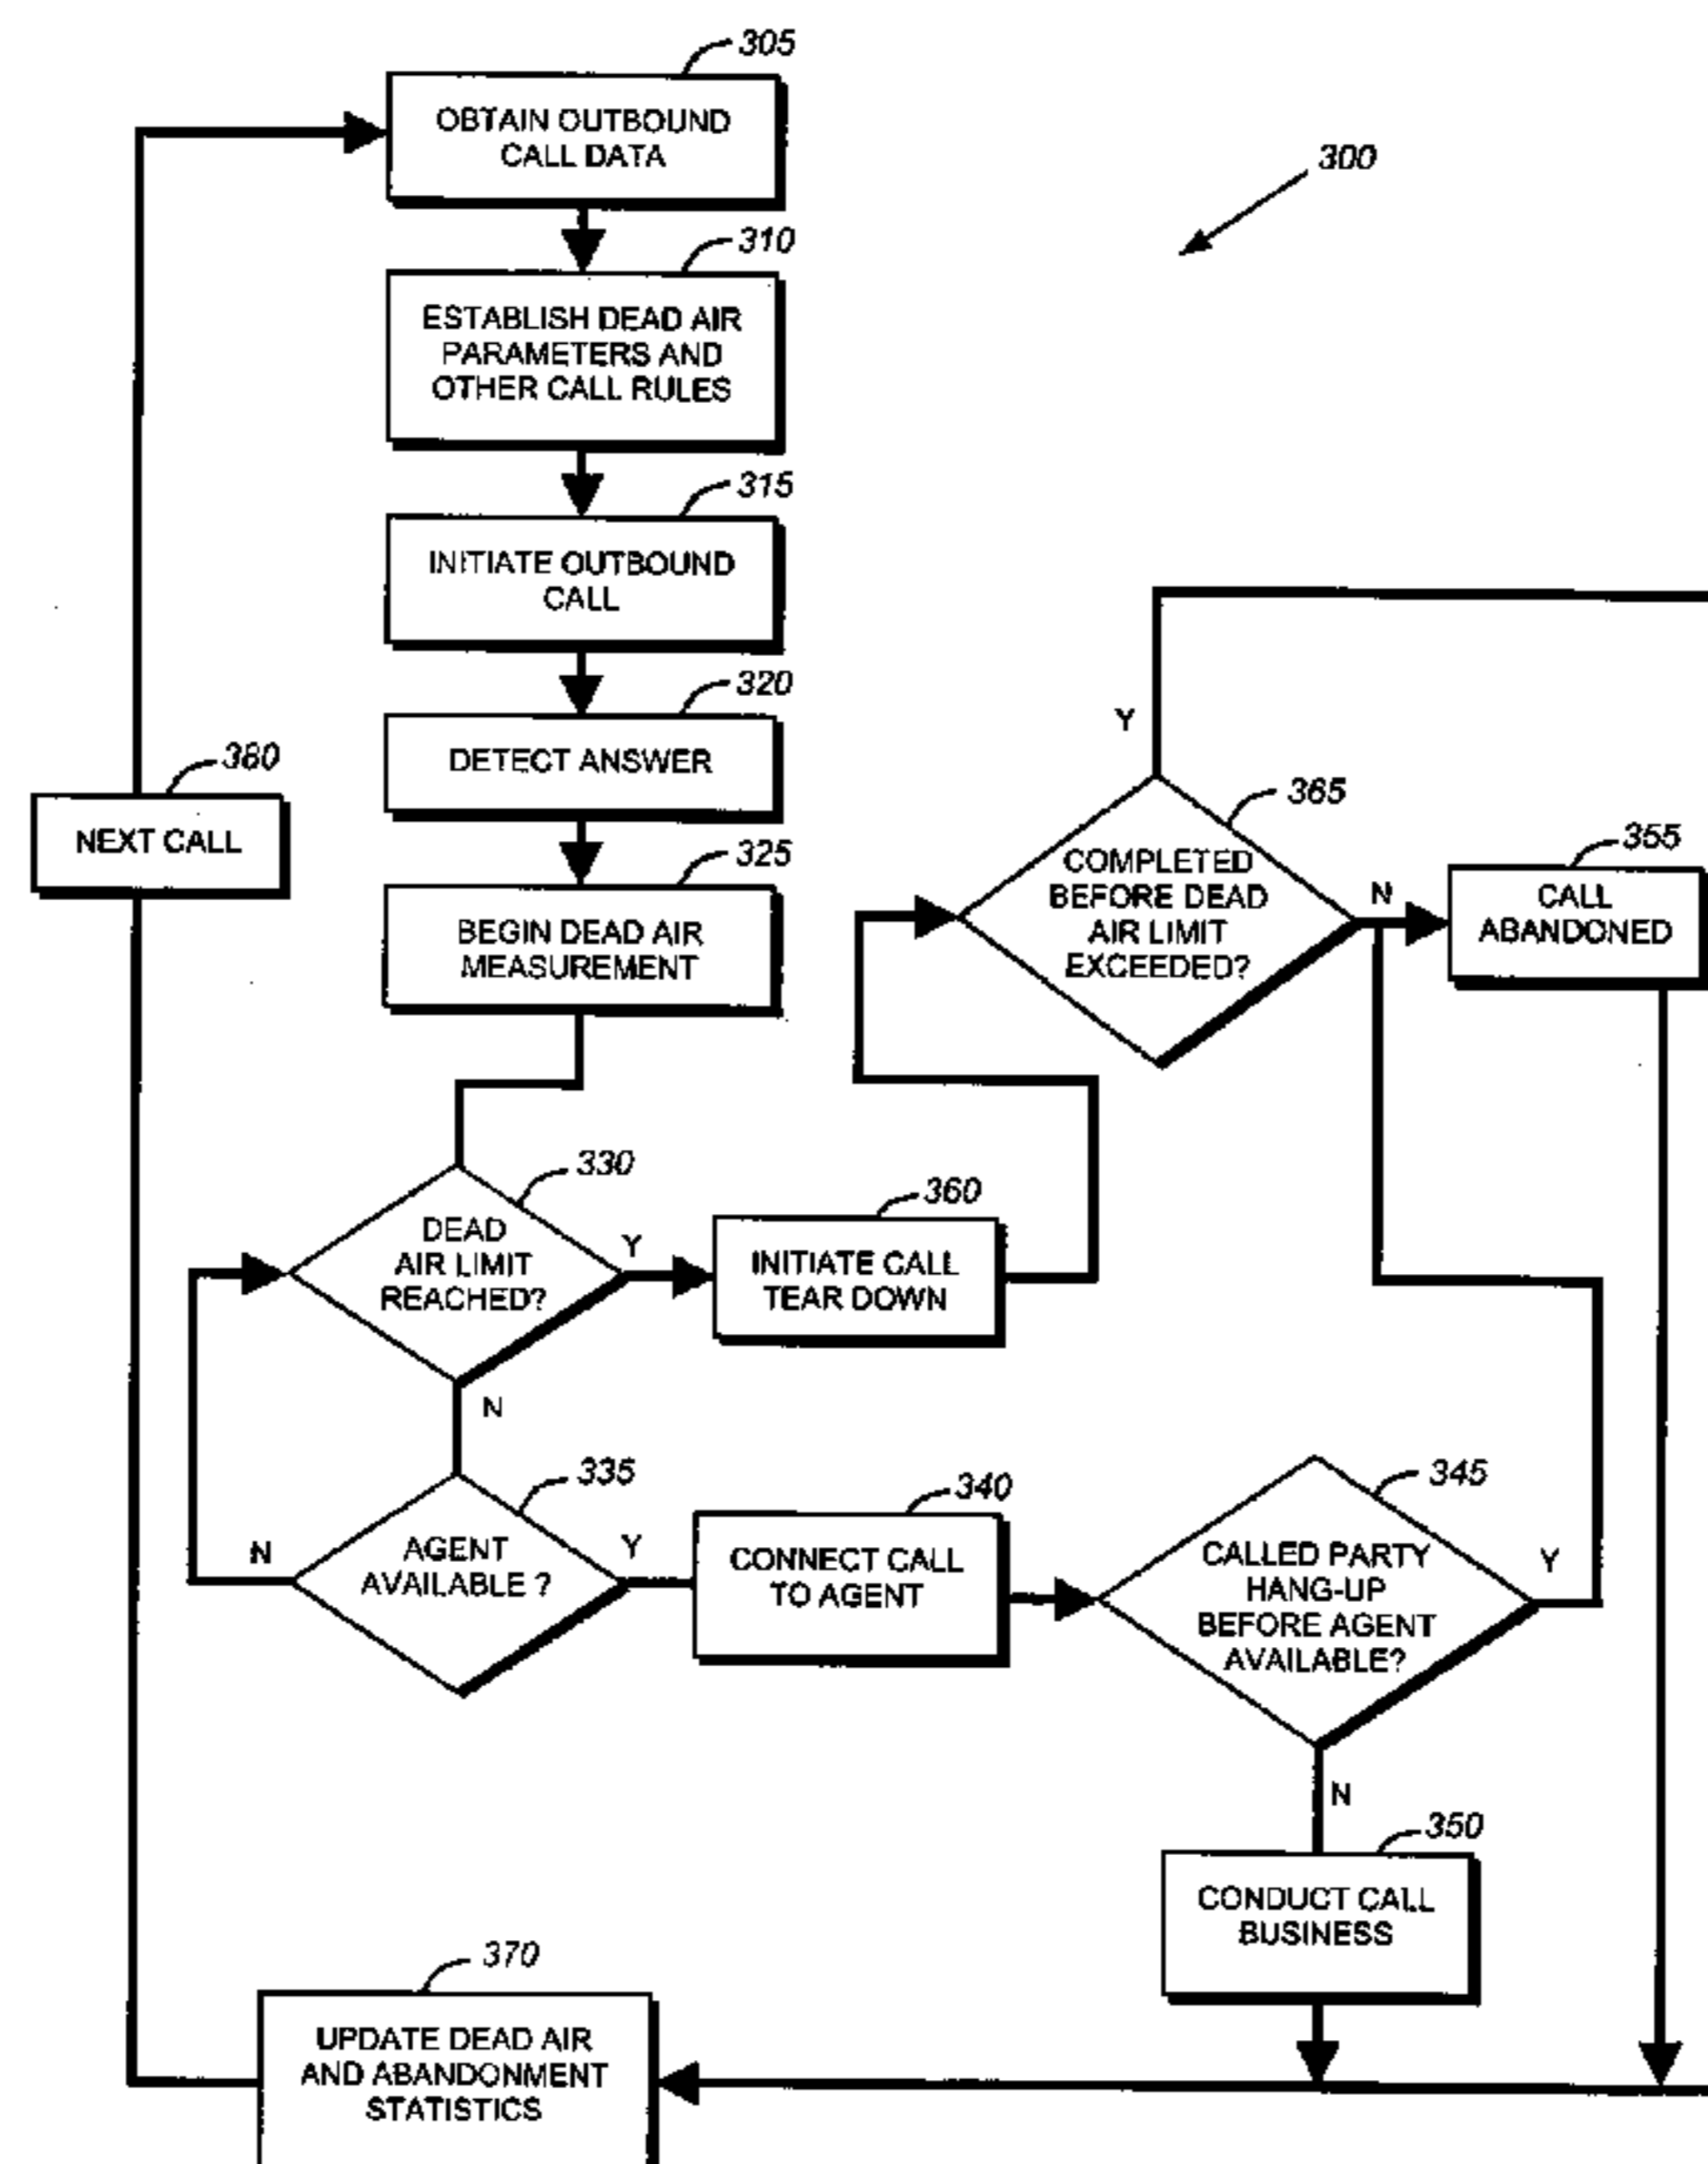 305
OBTAIN OUTBOUND
CALL DATA
300
310
ESTABLISH DEAD AIR
PARAMETERS AND
OTHER CALL RULES
315
INITIATE OUTBOUND
CALL
320
DETECT ANSWER
380
NEXT CALL
325
BEGIN DEAD AIR
MEASUREMENT
Y
365
COMPLETED
BEFORE DEAD
AIR LIMIT
EXCEEDED?
N
355
CALL
ABANDONED
330
DEAD
AIR LIMIT
REACHED?
Y
N
360
INITIATE CALL
TEAR DOWN
335
AGENT
AVAILABLE ?
N
Y
340
CONNECT CALL
TO AGENT
345
CALLED PARTY
HANG-UP
BEFORE AGENT
AVAILABLE?
Y
N
350
CONDUCT CALL
BUSINESS
370
UPDATE DEAD AIR
AND ABANDONMENT
STATISTICS